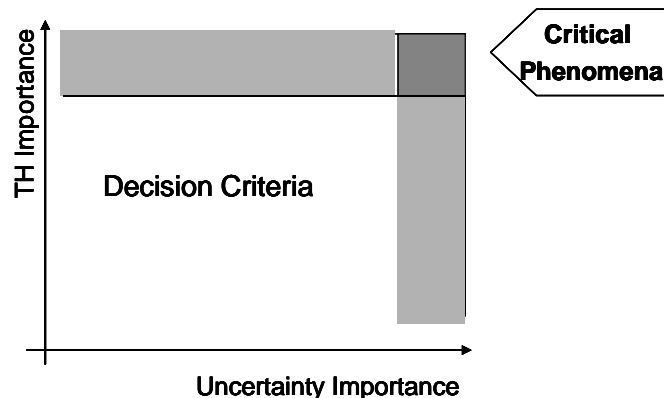 Critical
Phenomena
TH Importance
Decision Criteria
Uncertainty Importance